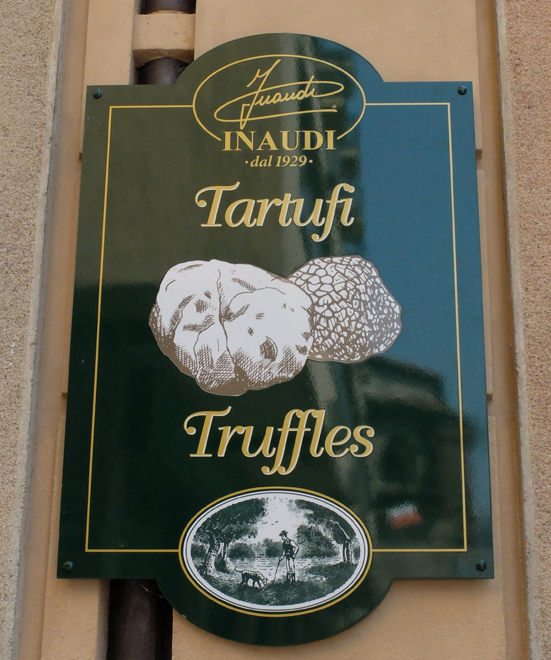 Inaudi
INAUDI
·dal 1929·
Tartufi
Truffles